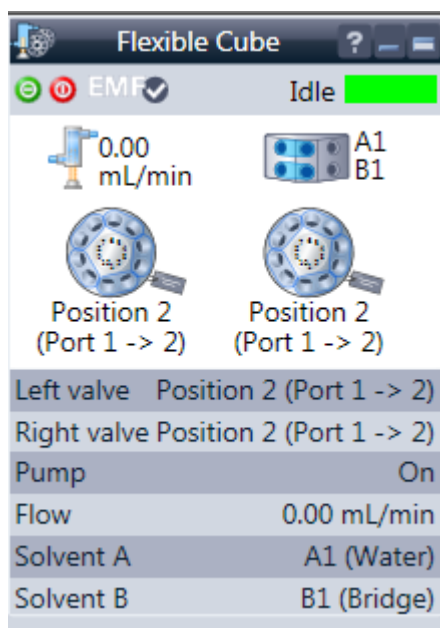 Flexible Cube ?
EMF Idle
0.00 A1
mL/min B1
Position 2 Position 2
(Port 1 -> 2) (Port 1 -> 2)
Left valve Position 2 (Port 1 -> 2)
Right valve Position 2 (Port 1 -> 2)
Pump On
Flow 0.00 mL/min
Solvent A A1 (Water)
Solvent B B1 (Bridge)